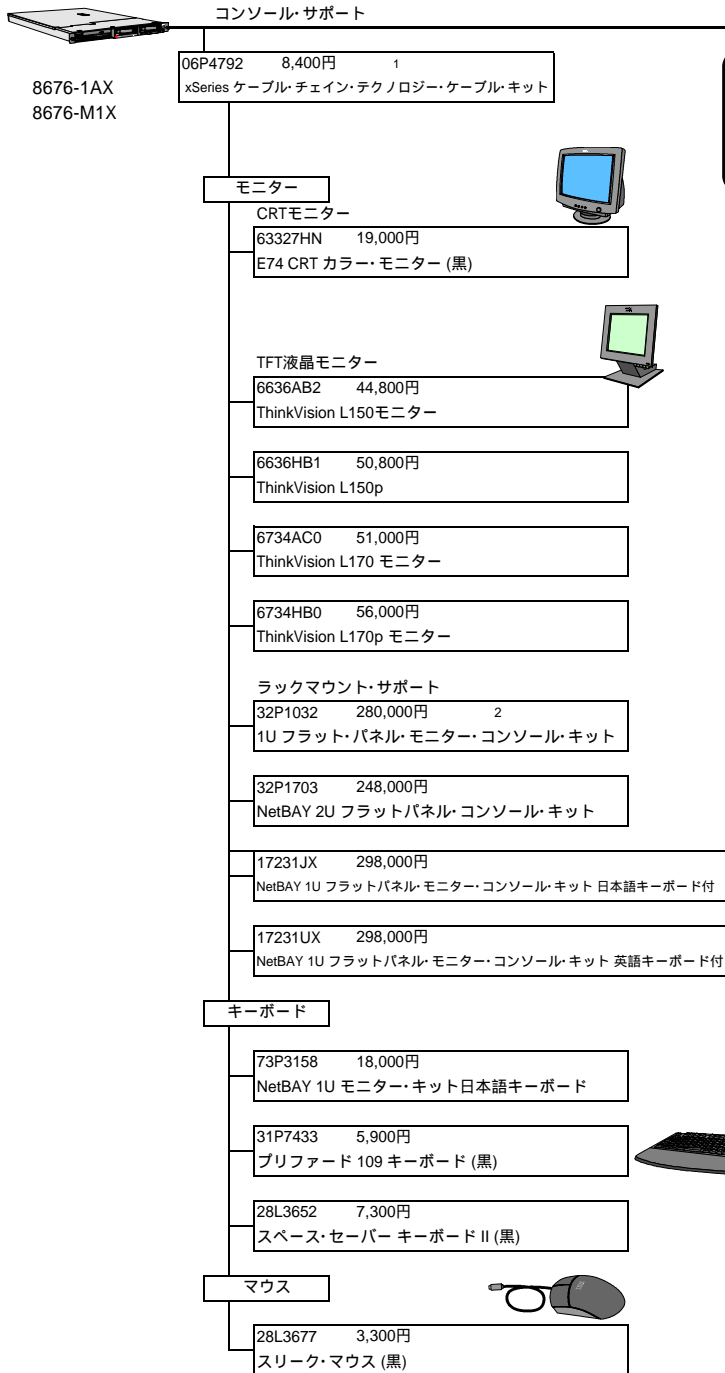 コンソール・サポート
06P4792 8,400円 1
xSeries ケーブル・チェイン・テクノロジー・ケーブル・キット
8676-1AX
8676-M1X
モニター
CRTモニター
63327HN 19,000円
E74 CRT カラー・モニター (黒)
TFT液晶モニター
6636AB2 44,800円
ThinkVision L150モニター
6636HB1 50,800円
ThinkVision L150p
6734AC0 51,000円
ThinkVision L170 モニター
6734HB0 56,000円
ThinkVision L170p モニター
ラックマウント・サポート
32P1032 280,000円 2
1U フラット・パネル・モニター・コンソール・キット
32P1703 248,000円
NetBAY 2U フラットパネル・コンソール・キット
17231JX 298,000円
NetBAY 1U フラットパネル・モニター・コンソール・キット 日本語キーボード付
17231UX 298,000円
NetBAY 1U フラットパネル・モニター・コンソール・キット 英語キーボード付
キーボード
73P3158 18,000円
NetBAY 1U モニター・キット日本語キーボード
31P7433 5,900円
プリファード 109 キーボード (黒)
28L3652 7,300円
スペース・セーバー キーボード II (黒)
マウス
28L3677 3,300円
スリーク・マウス (黒)